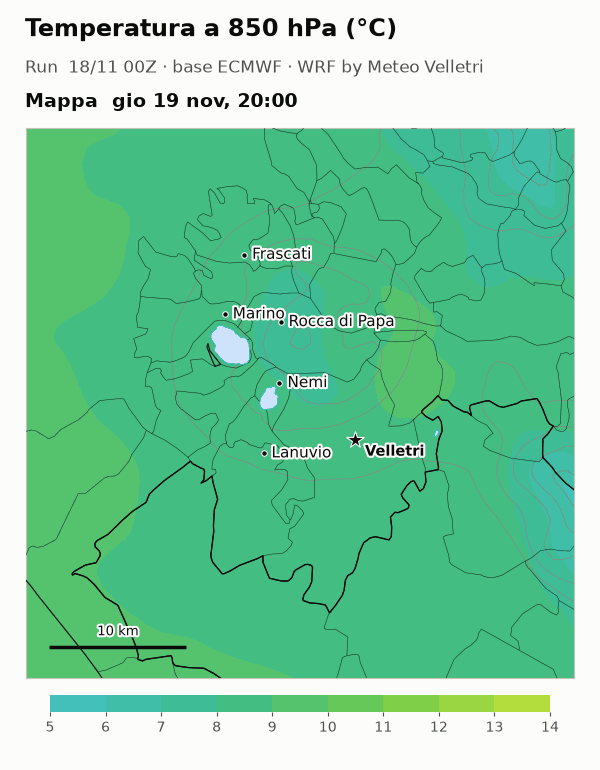 Temperatura a 850 hPa (°C)
Run  18/11 00Z · base ECMWF · WRF by Meteo Velletri
Mappa  gio 19 nov, 20:00
Frascati
Marino
Rocca di Papa
Nemi
Velletri
Lanuvio
10 km
5 6 7 8 9 10 11 12 13 14